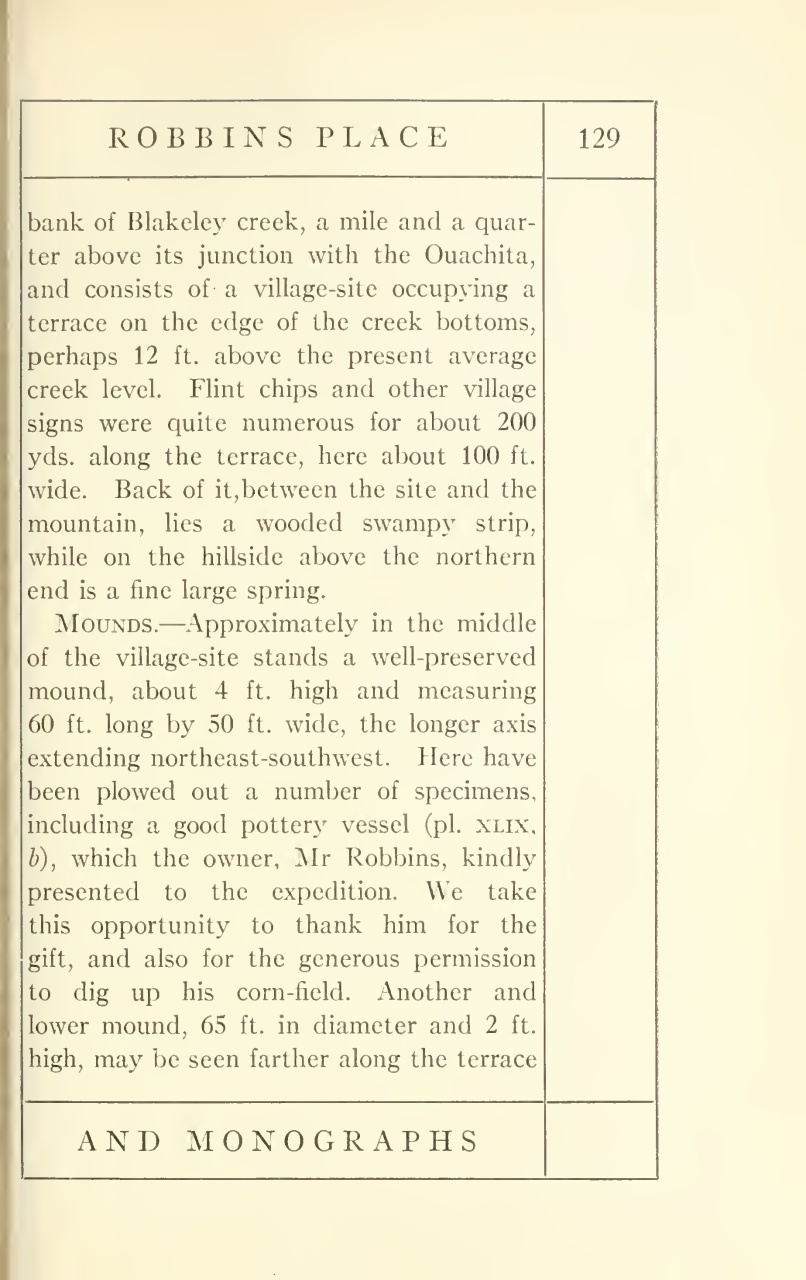 ROBBINS PLACE
129
bank of Blakeley creek, a mile and a quar-
ter above its junction with the Ouachita,
and consists of a village-site occupying a
terrace on the edge of the creek bottoms,
perhaps 12 ft. above the present average
creek level. Flint chips and other village
signs were quite numerous for about 200
yds. along the terrace, here about 100 ft.
wide. Back of it,between the site and the
mountain, lies a wooded swampy strip,
while on the hillside above the northern
end is a fine large spring.
MOUNDS.—Approximately in the middle
of the village-site stands a well-preserved
mound, about 4 ft. high and measuring
60 ft. long by 50 ft. wide, the longer axis
extending northeast-southwest. Here have
been plowed out a number of specimens,
including a good pottery vessel (pl. XLIX,
b), which the owner, Mr Robbins, kindly
presented to the expedition. We take
this opportunity to thank him for the
gift, and also for the generous permission
to dig up his corn-field. Another and
lower mound, 65 ft. in diameter and 2 ft.
high, may be seen farther along the terrace
AND MONOGRAPHS